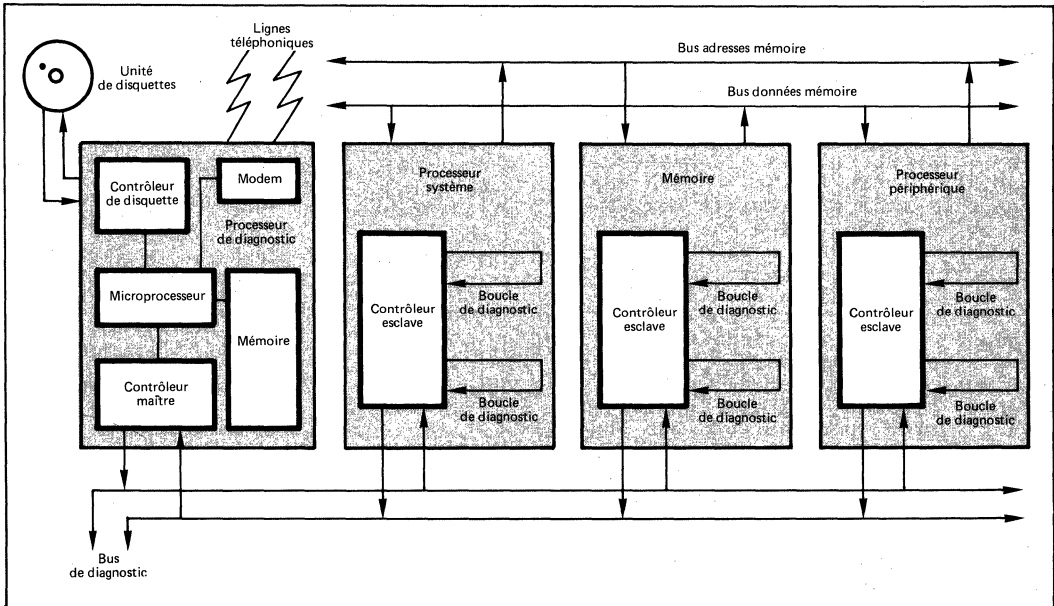 Lignes
téléphoniques
Unité
de disquettes
Bus adresses mémoire
Bus données mémoire
Contrôleur
de disquette
Modem
Processeur
de diagnostic
Microprocesseur
Mémoire
Contrôleur
maître
Processeur
système
Contrôleur
esclave
Boucle
de diagnostic
Boucle
de diagnostic
Mémoire
Contrôleur
esclave
Boucle
de diagnostic
Boucle
de diagnostic
Processeur
périphérique
Contrôleur
esclave
Boucle
de diagnostic
Boucle
de diagnostic
Bus
de diagnostic